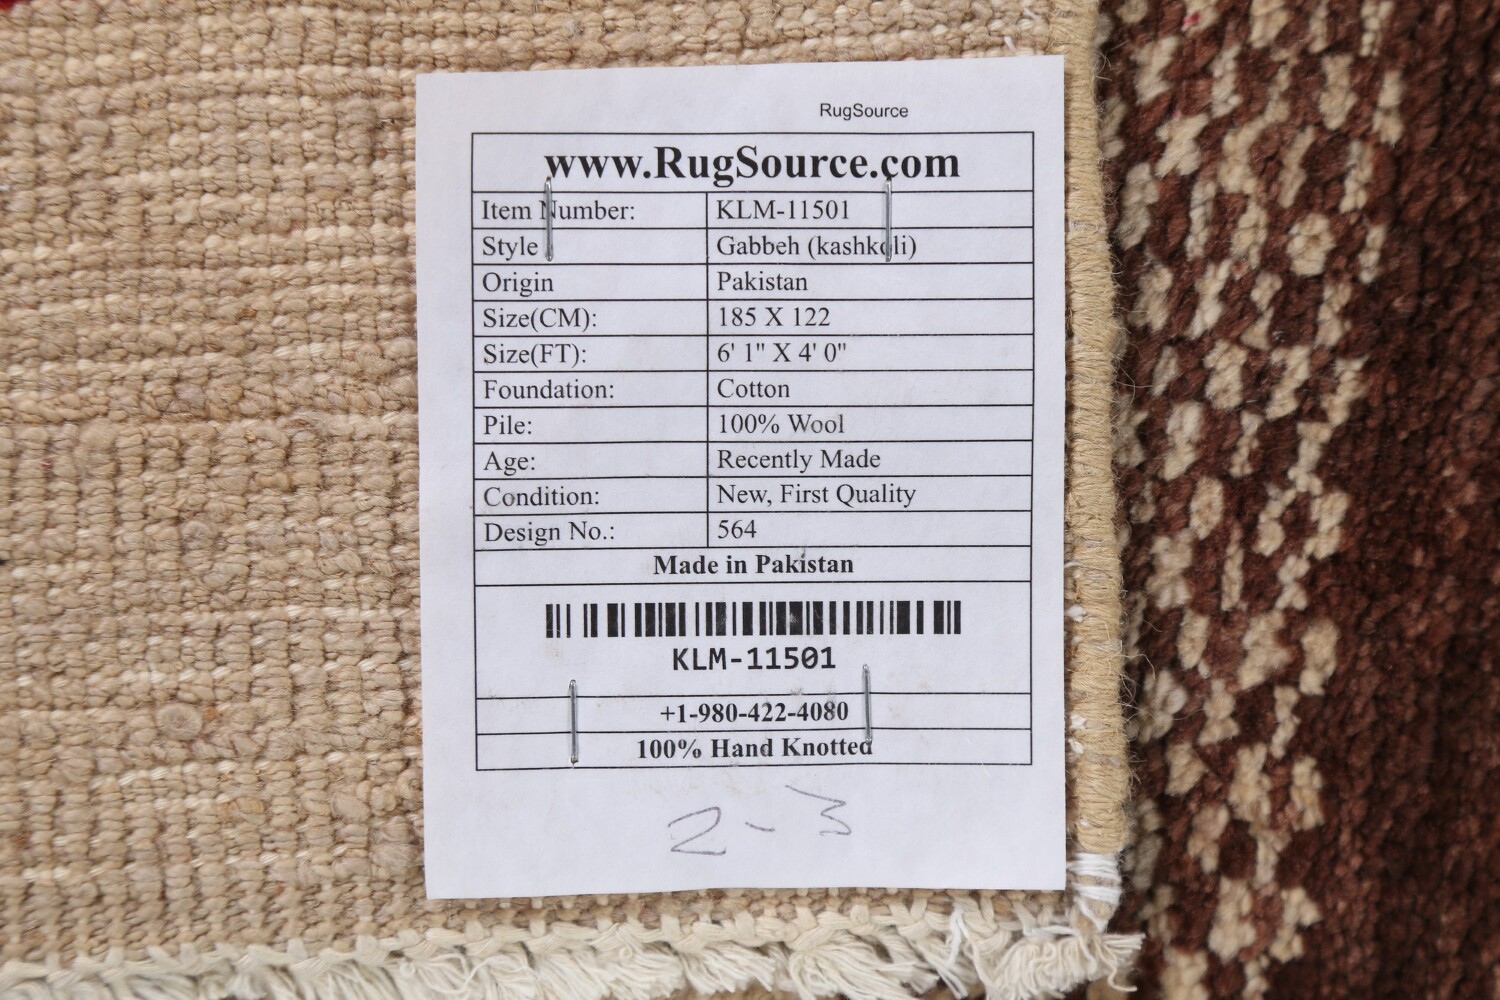 RugSource
www.RugSource.com
Item Number: KLM-11501
Style Gabbeh (kashkoli)
Origin Pakistan
Size(CM): 185 X 122
Size(FT): 6' 1" X 4' 0"
Foundation: Cotton
Pile: 100% Wool
Age: Recently Made
Condition: New, First Quality
Design No.: 564
Made in Pakistan
KLM-11501
+1-980-422-4080
100% Hand Knotted
2-3